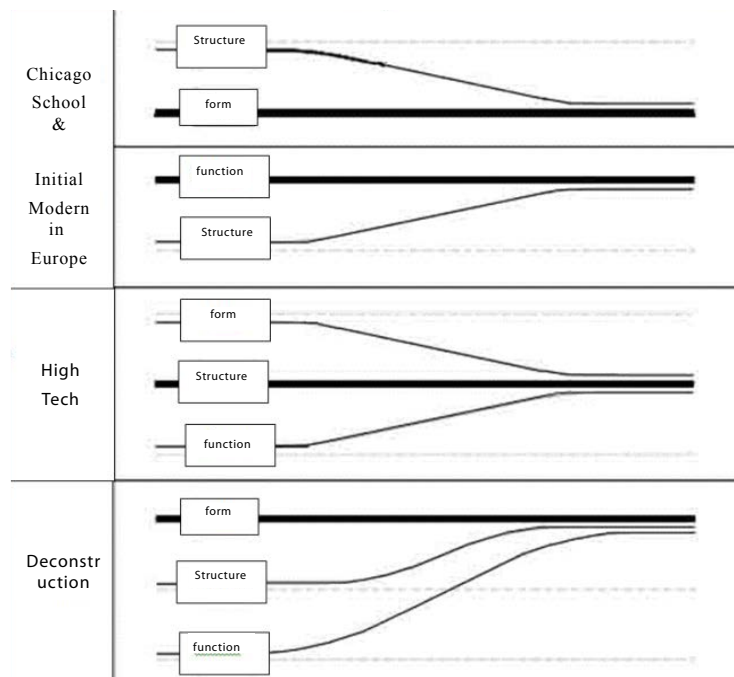 Chicago
School
&
Structure
form
Initial
Modern
in
Europe
function
Structure
High
Tech
form
Structure
function
Deconstr
uction
form
Structure
function